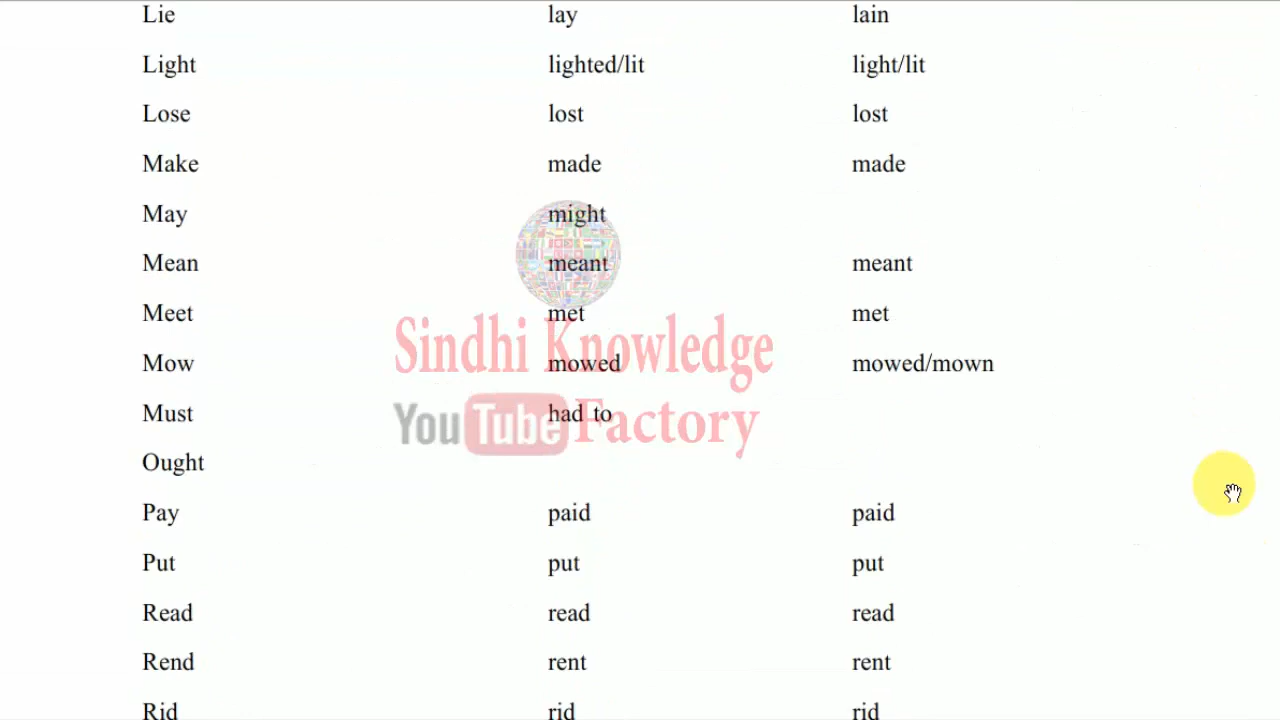 Lie lay lain
Light lighted/lit light/lit
Lose lost lost
Make made made
May might
Mean meant meant
Meet met met
Sindhi Knowledge
Mow mowed mowed/mown
Must had to
YouTube Factory
Ought
Pay paid paid
Put put put
Read read read
Rend rent rent
Rid rid rid